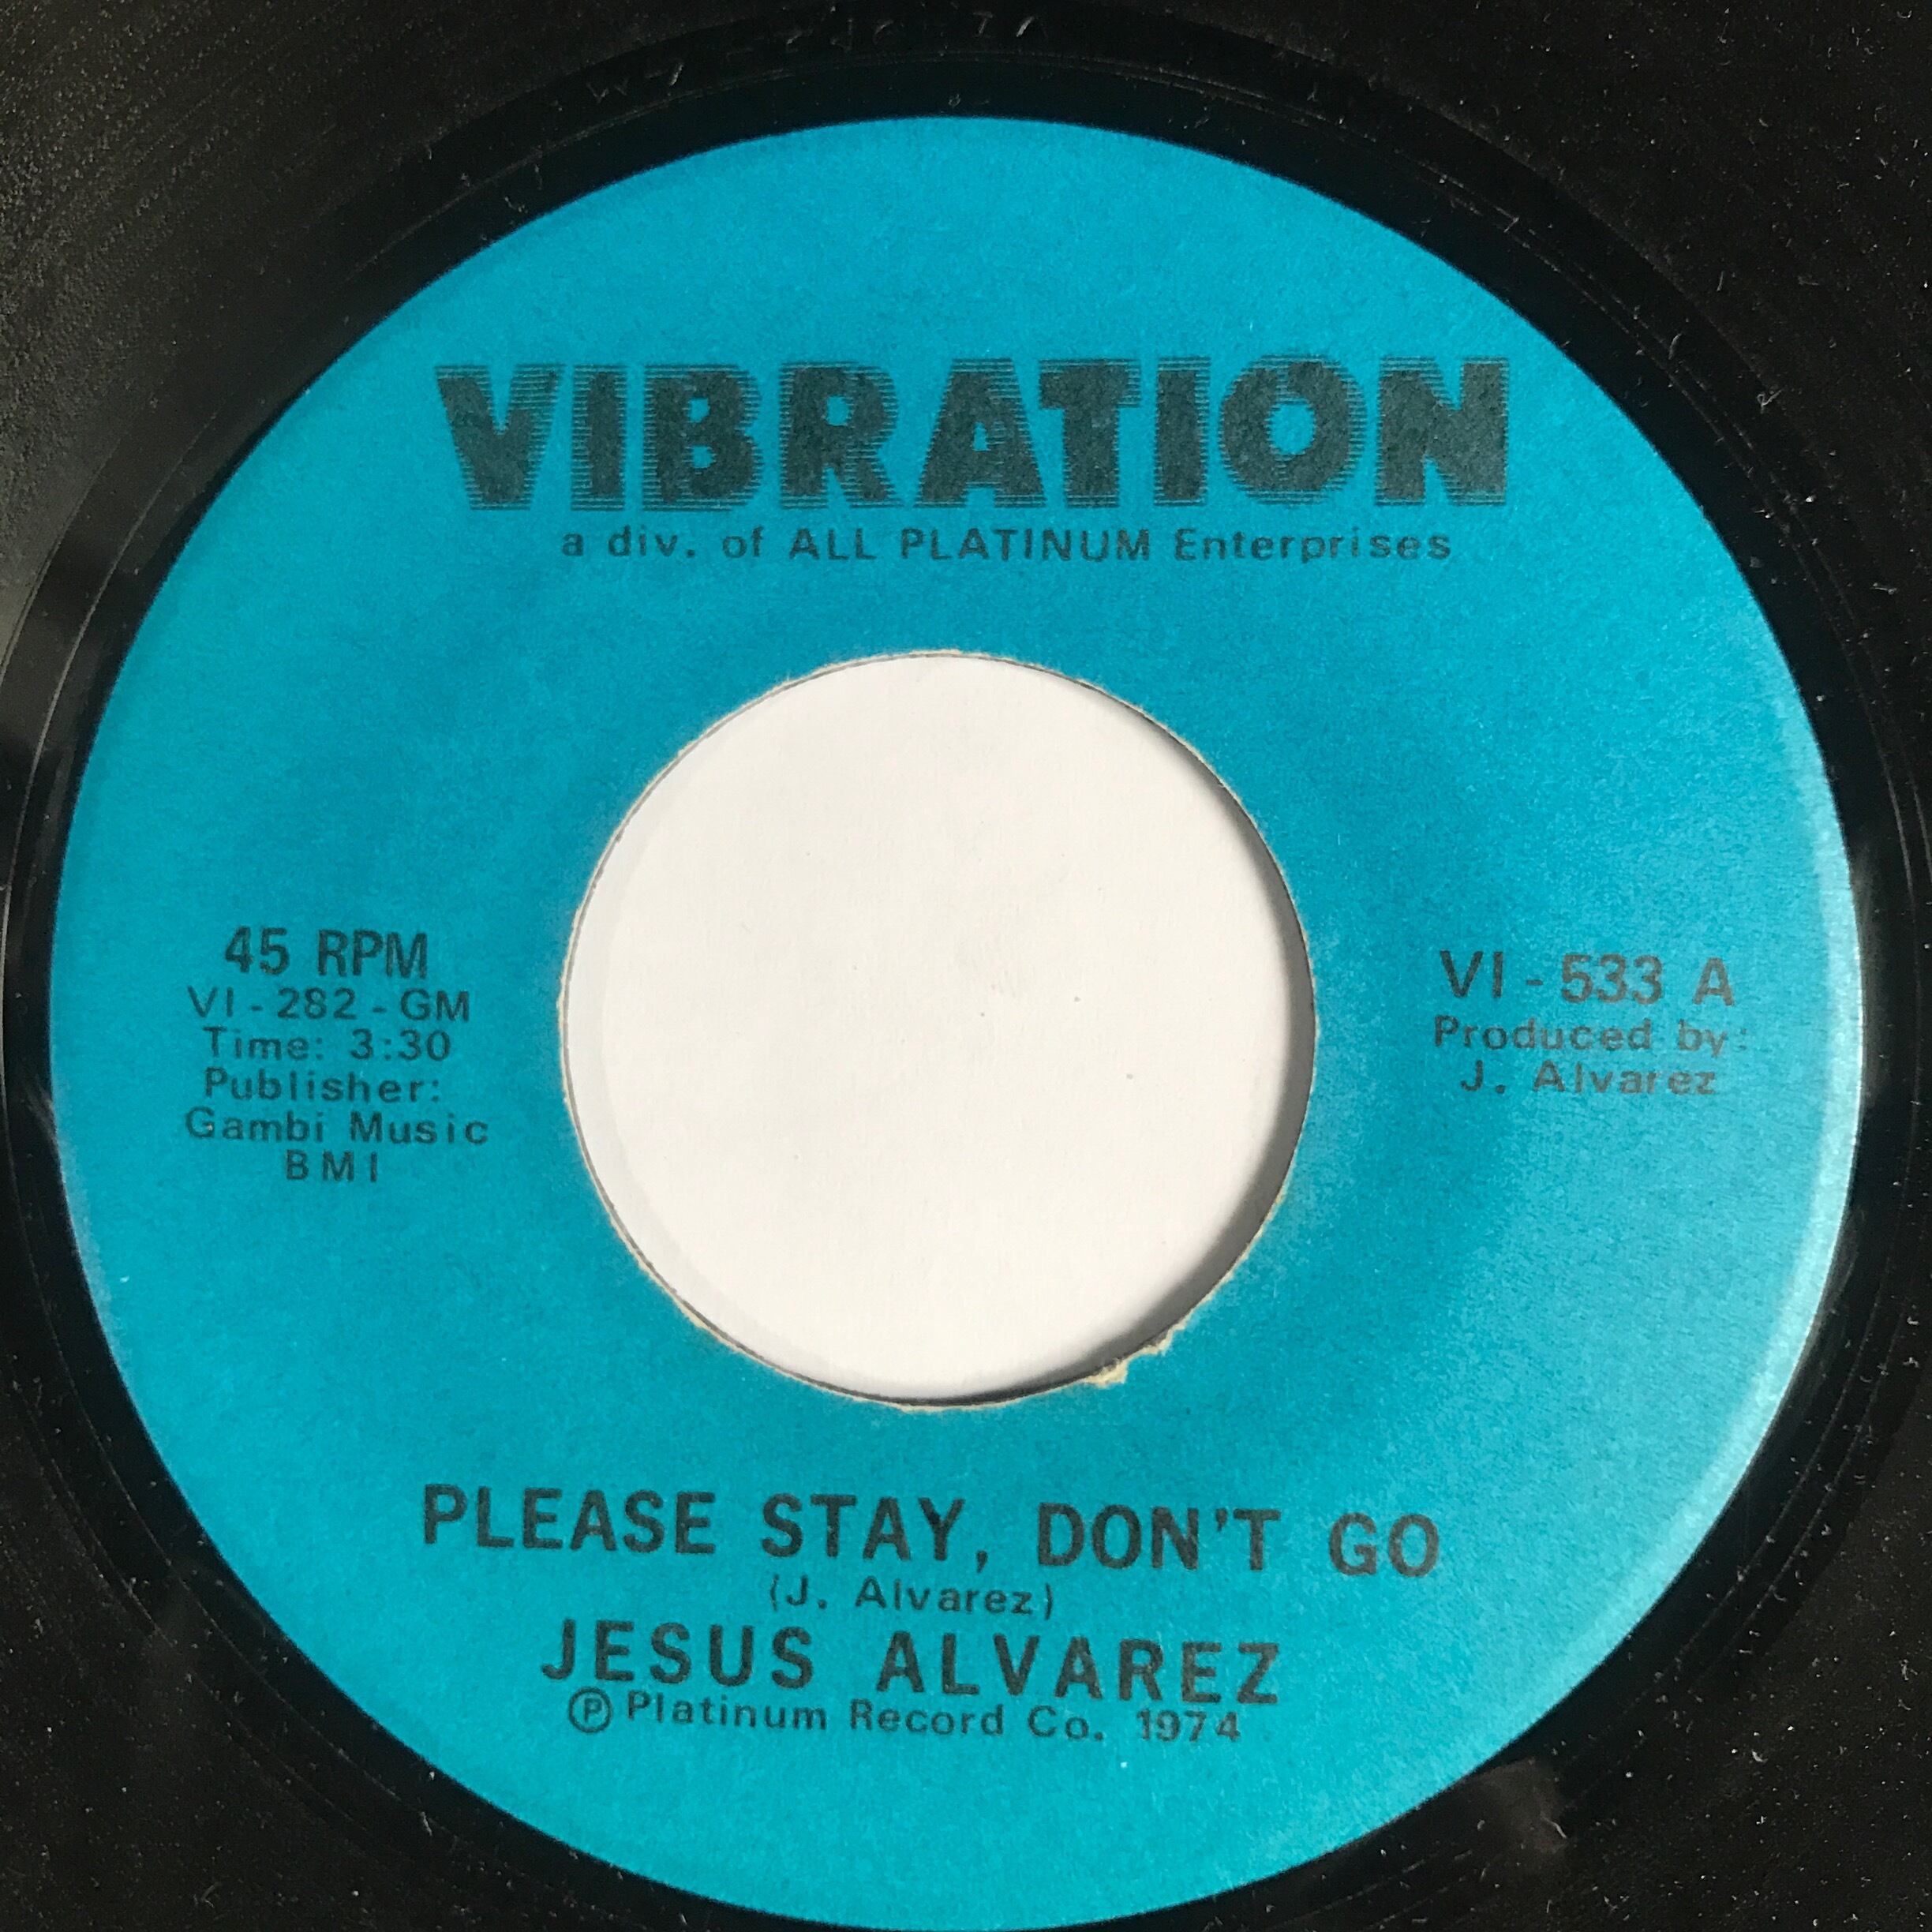 VIBRATION
a div. of ALL PLATINUM Enterprises
45 RPM
VI - 282 - GM
Time: 3:30
Publisher:
Gambi Music
BMI
VI - 533 A
Produced by:
J. Alvarez
PLEASE STAY, DON'T GO
(J. Alvarez)
JESUS ALVAREZ
Ⓟ Platinum Record Co. 1974